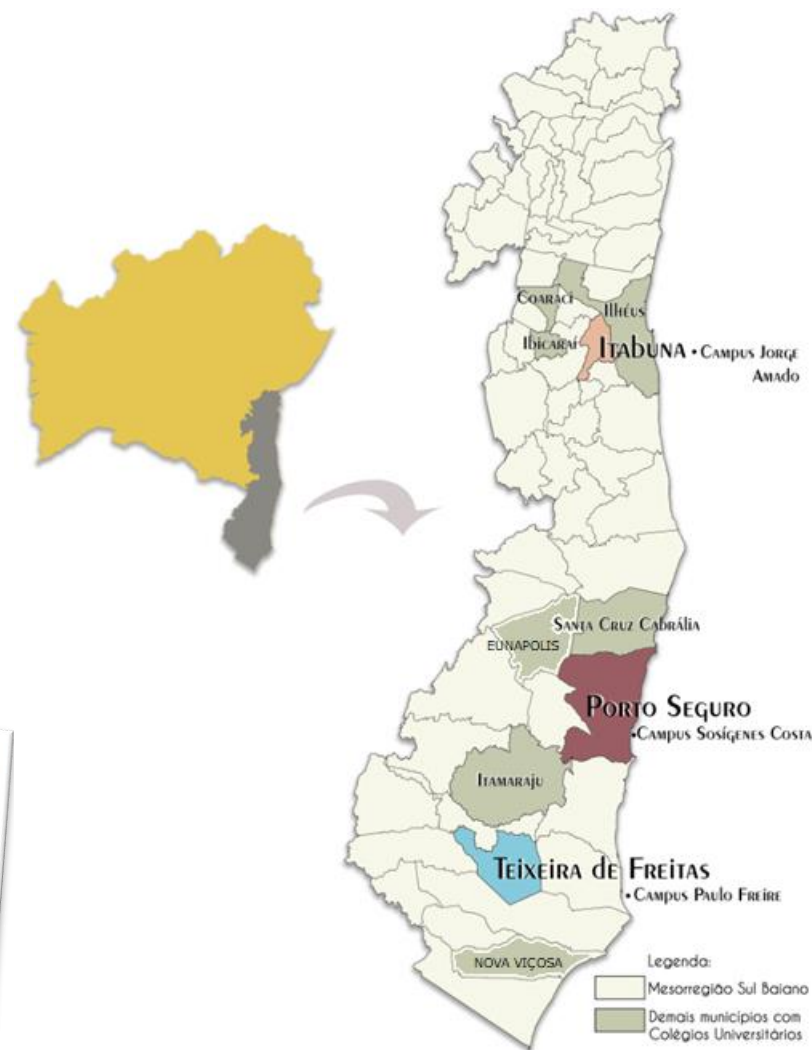 Coaraci
Ilhéus
Ibicaraí
Itabuna • Campus Jorge
Amado
Santa Cruz Cabrália
EUNAPOLIS
Porto Seguro
•Campus Sosígenes Costa
Itamaraju
Teixeira de Freitas
•Campus Paulo Freire
NOVA VIÇOSA
Legenda:
Mesorregião Sul Baiano
Demais municípios com
Colégios Universitários